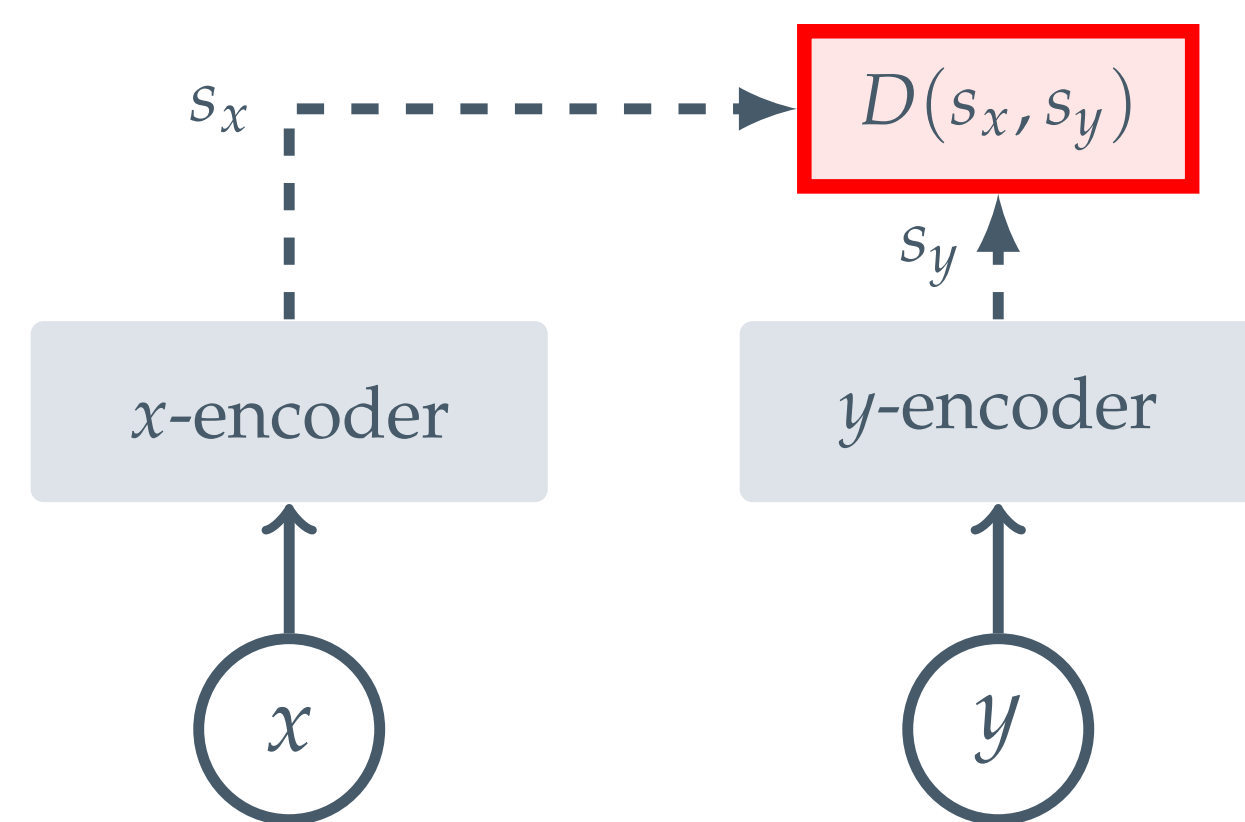 s_x
D(s_x, s_y)
s_y
x-encoder
y-encoder
x
y